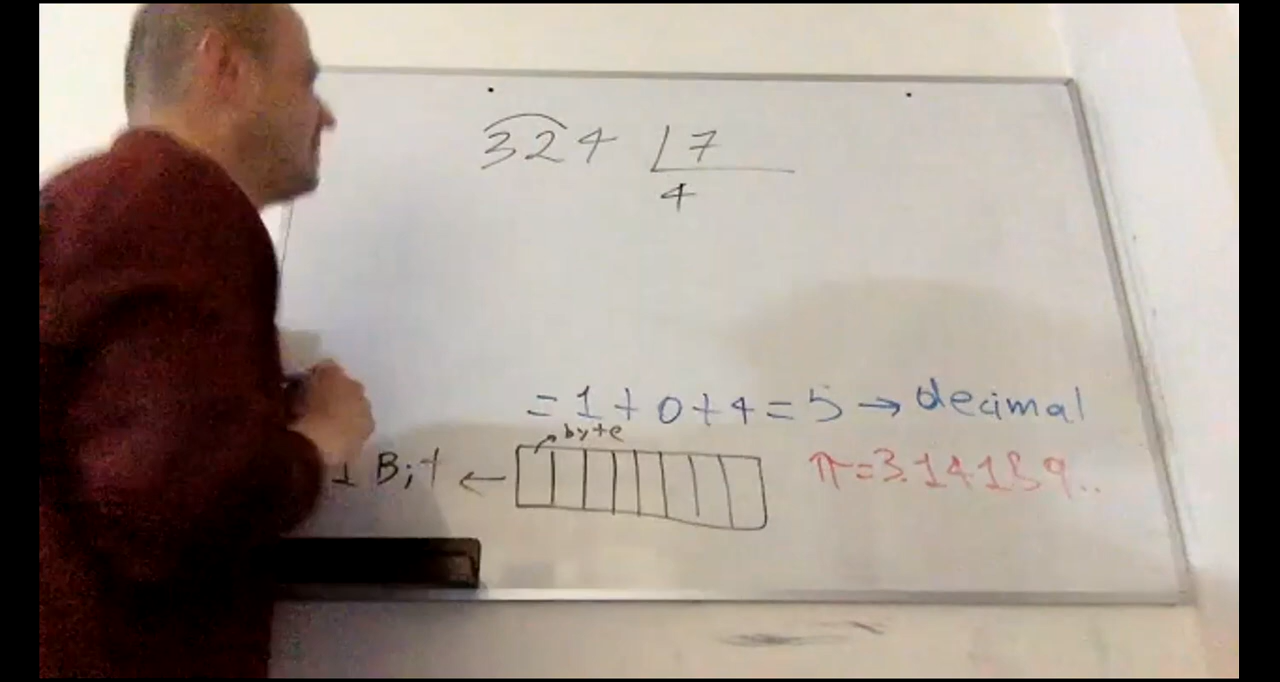 324 7
4
= 1 + 0 + 4 = 5 → decimal
byte
1 Bit ← π = 3.14159..